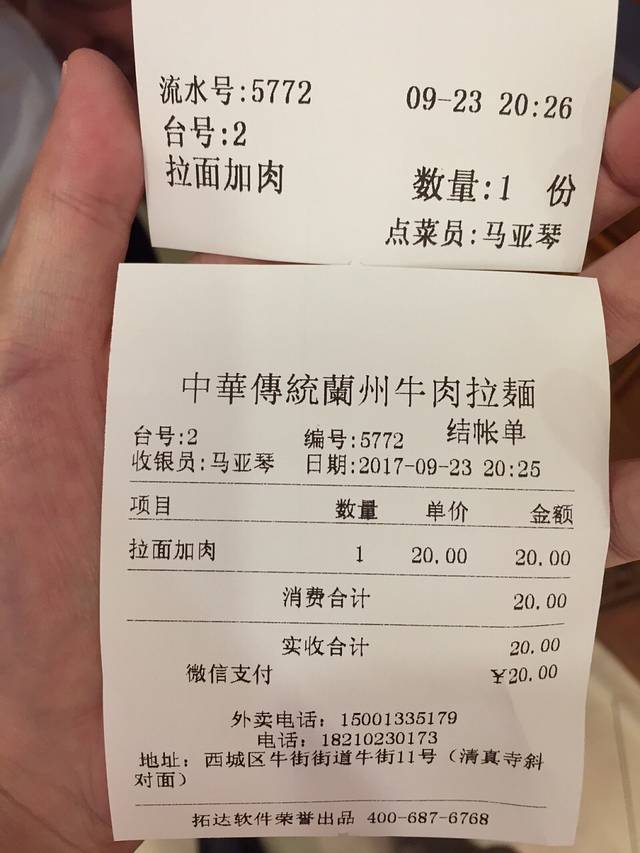 流水号:5772 09-23 20:26
台号:2
拉面加肉 数量:1 份
点菜员:马亚琴
中華傳統蘭州牛肉拉麵
台号:2 编号:5772 结帐单
收银员:马亚琴 日期:2017-09-23 20:25
项目 数量 单价 金额
拉面加肉 1 20.00 20.00
消费合计 20.00
实收合计 20.00
微信支付 ¥20.00
外卖电话: 15001335179
电话: 18210230173
地址: 西城区牛街街道牛街11号（清真寺斜
对面）
拓达软件荣誉出品 400-687-6768